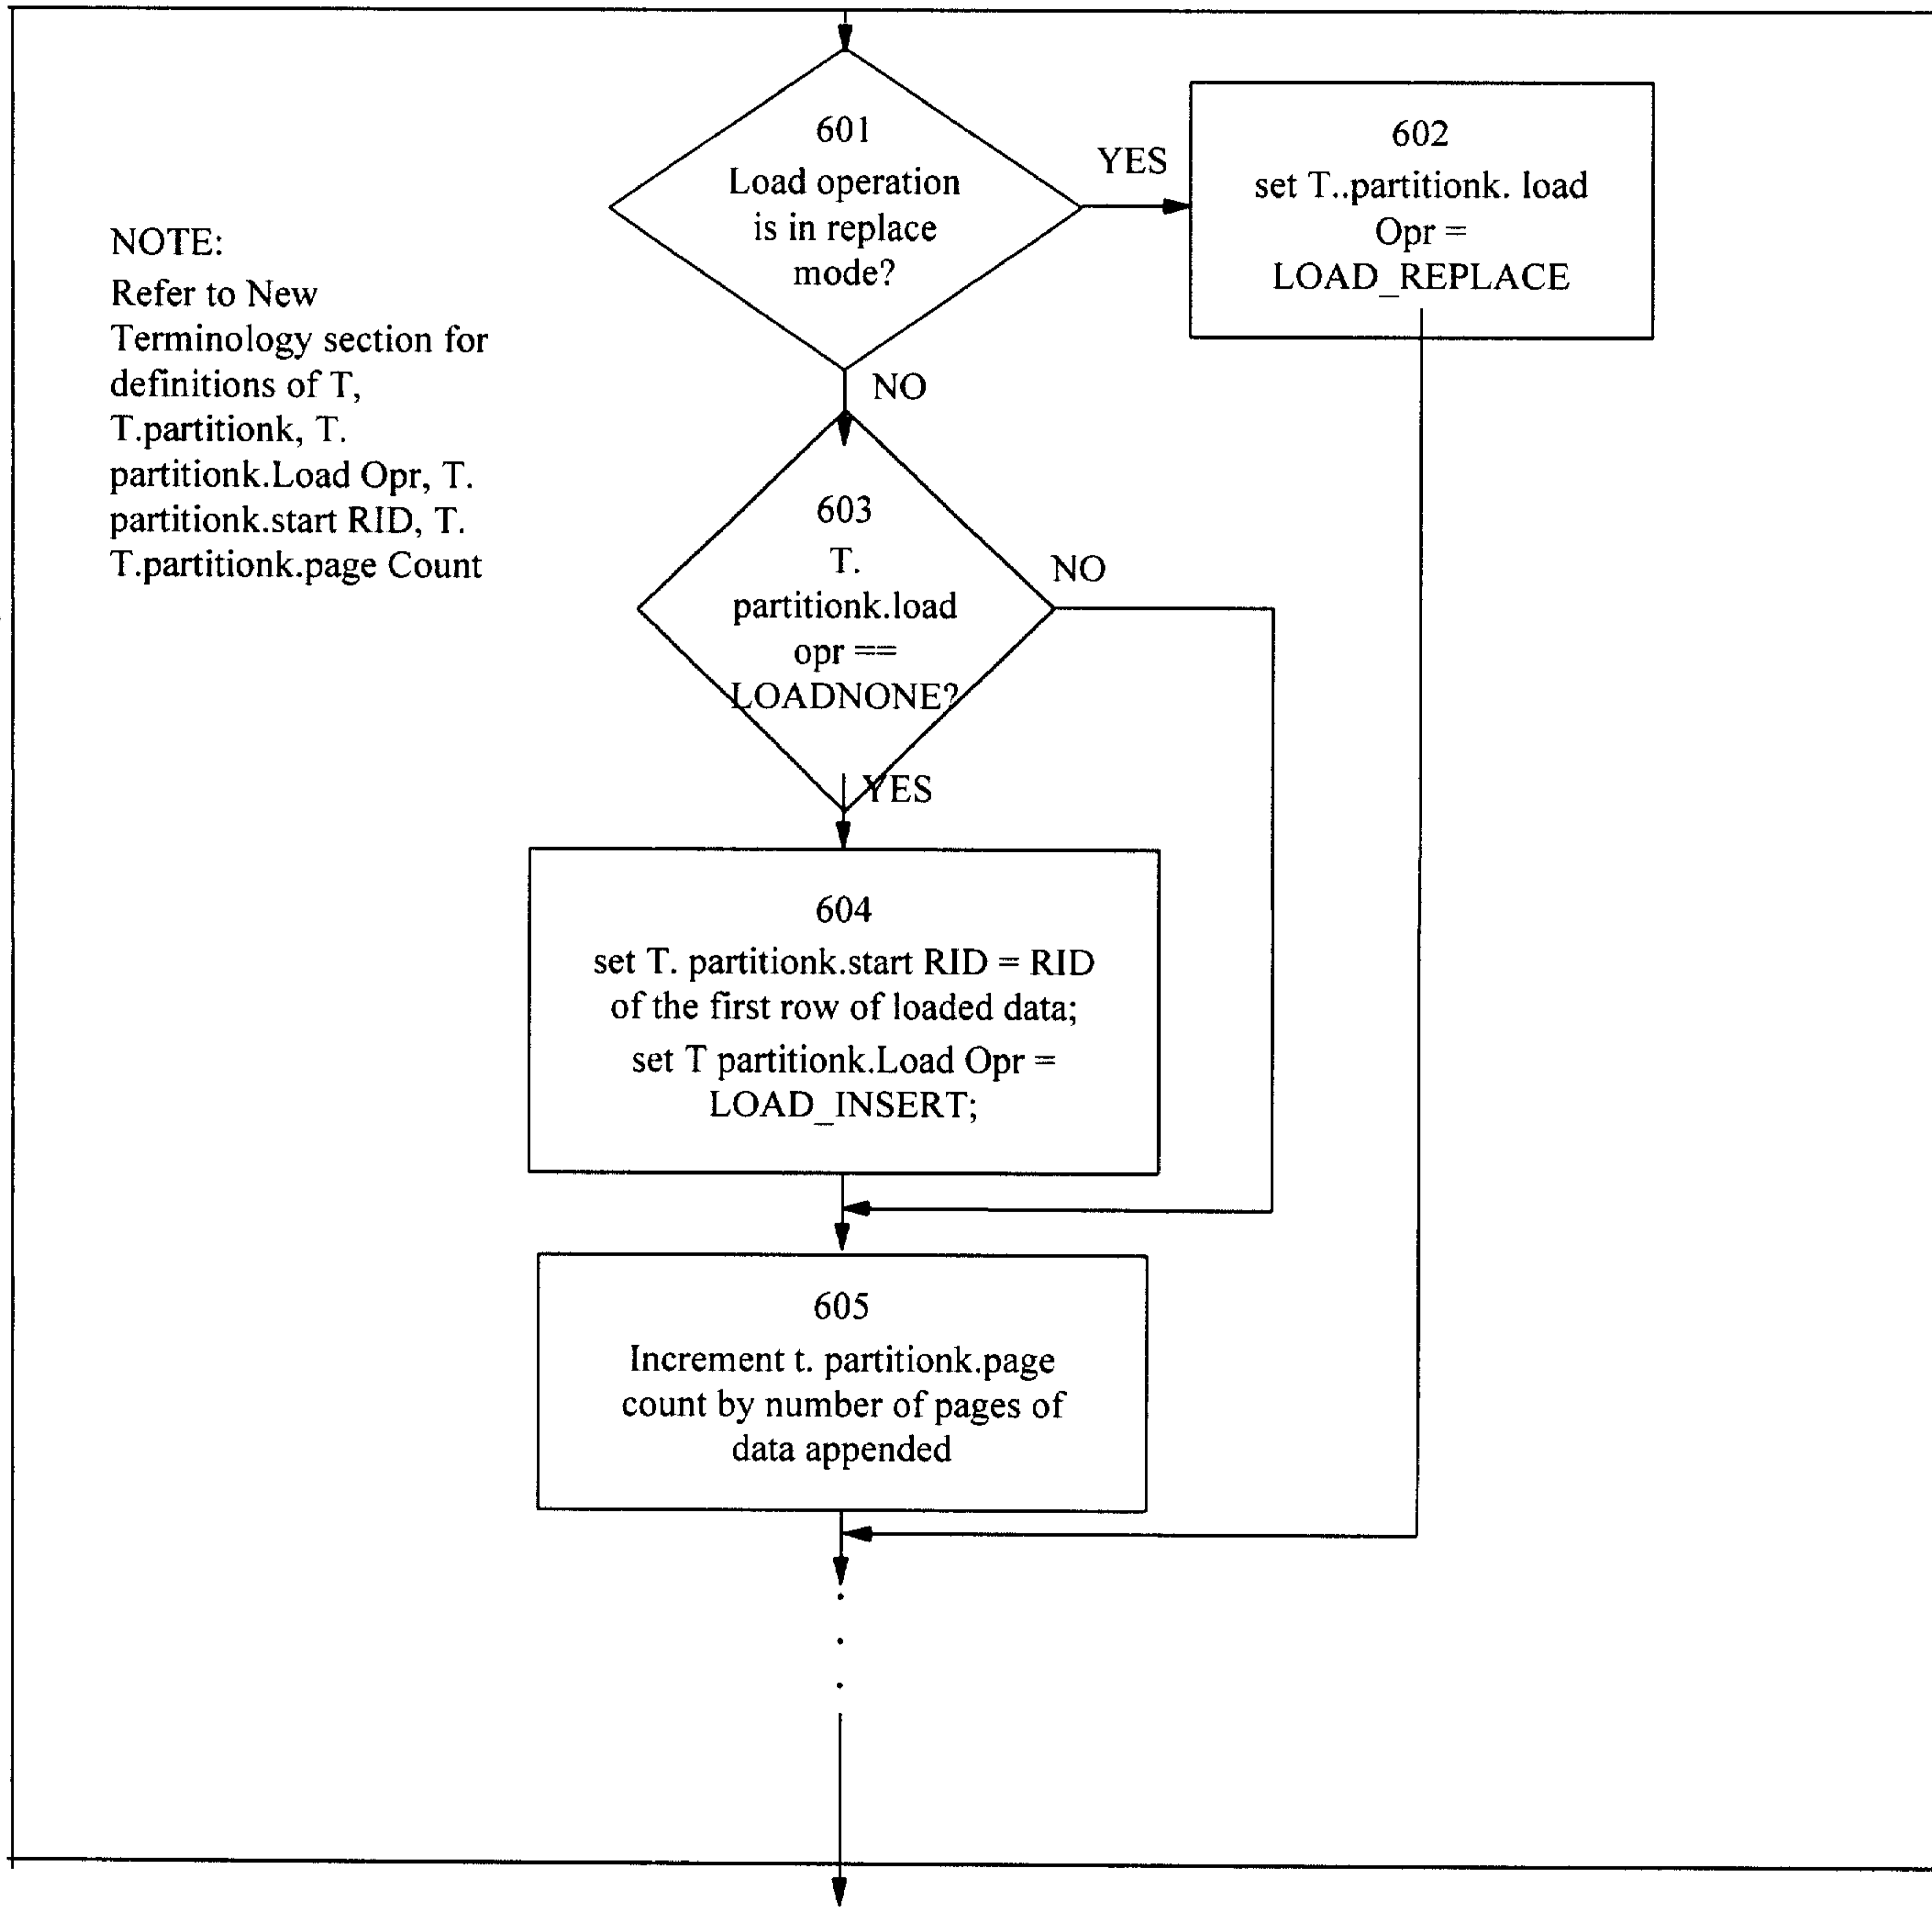 601
Load operation
is in replace
mode?
YES
602
set T..partitionk. load
Opr =
LOAD_REPLACE
NOTE:
Refer to New
Terminology section for
definitions of T,
T.partitionk, T.
partitionk.Load Opr, T.
partitionk.start RID, T.
T.partitionk.page Count
NO
603
T.
partitionk.load
opr ==
LOADNONE?
NO
YES
604
set T. partitionk.start RID = RID
of the first row of loaded data;
set T partitionk.Load Opr =
LOAD_INSERT;
605
Increment t. partitionk.page
count by number of pages of
data appended